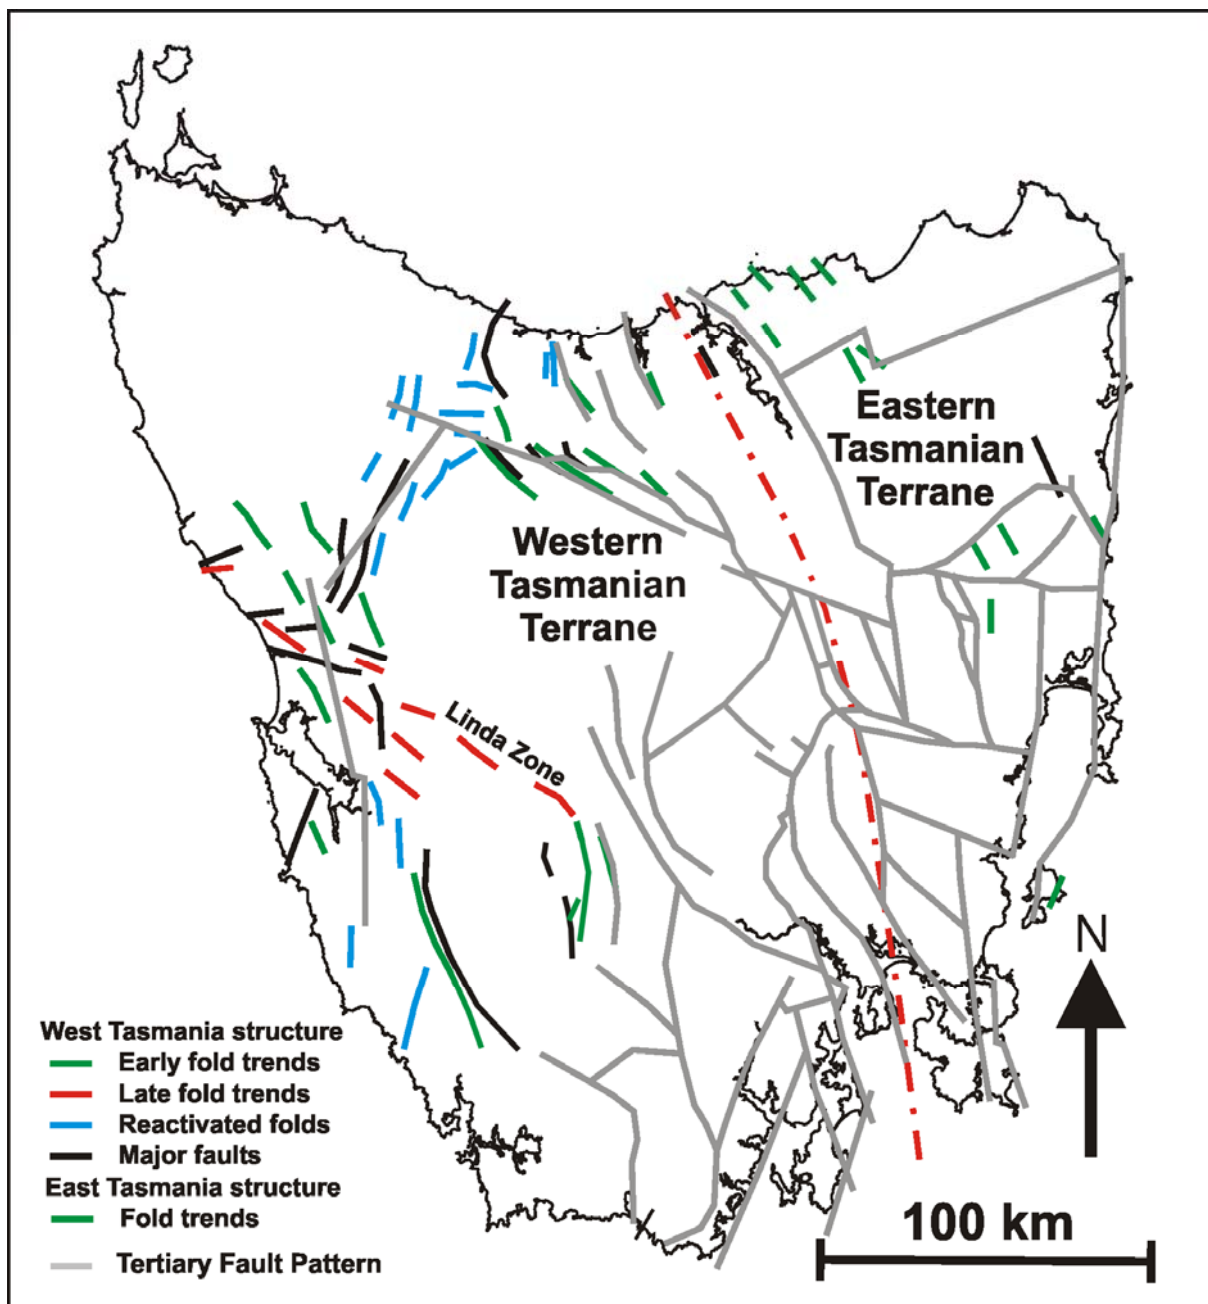 Eastern
Tasmanian
Terrane
Western
Tasmanian
Terrane
Linda Zone
N
West Tasmania structure
Early fold trends
Late fold trends
Reactivated folds
Major faults
East Tasmania structure
Fold trends
Tertiary Fault Pattern
100 km